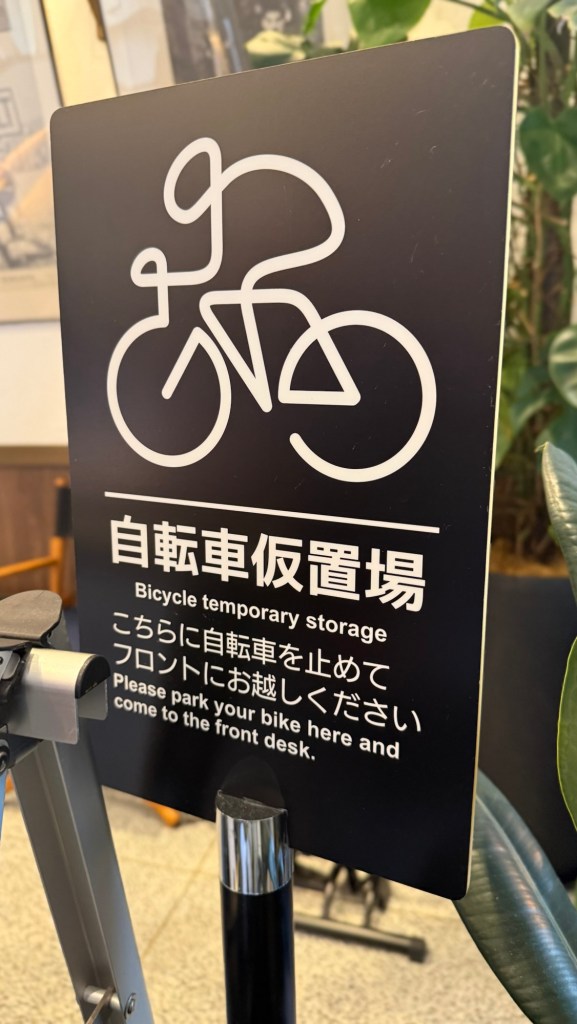 自転車仮置場
Bicycle temporary storage
こちらに自転車を止めて
フロントにお越しください
Please park your bike here and
come to the front desk.